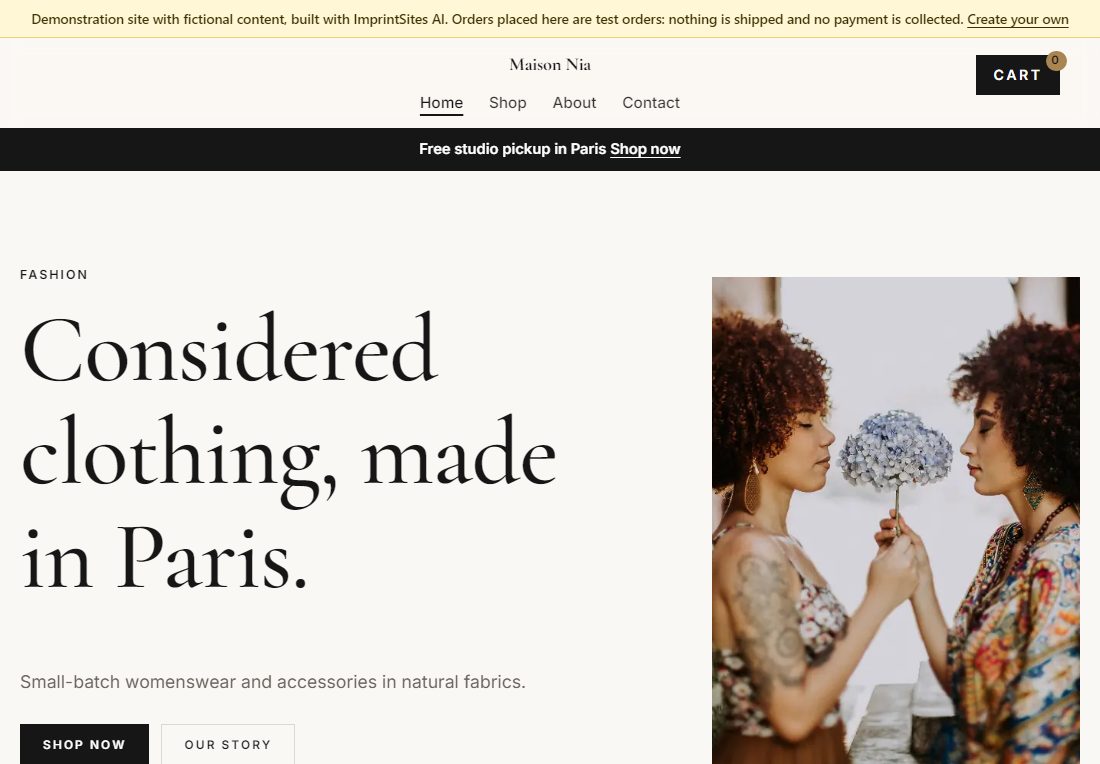 Demonstration site with fictional content, built with ImprintSites AI. Orders placed here are test orders: nothing is shipped and no payment is collected. Create your own
Maison Nia
CART
0
Home Shop About Contact
Free studio pickup in Paris Shop now
FASHION
Considered
clothing, made
in Paris.
Small-batch womenswear and accessories in natural fabrics.
SHOP NOW
OUR STORY